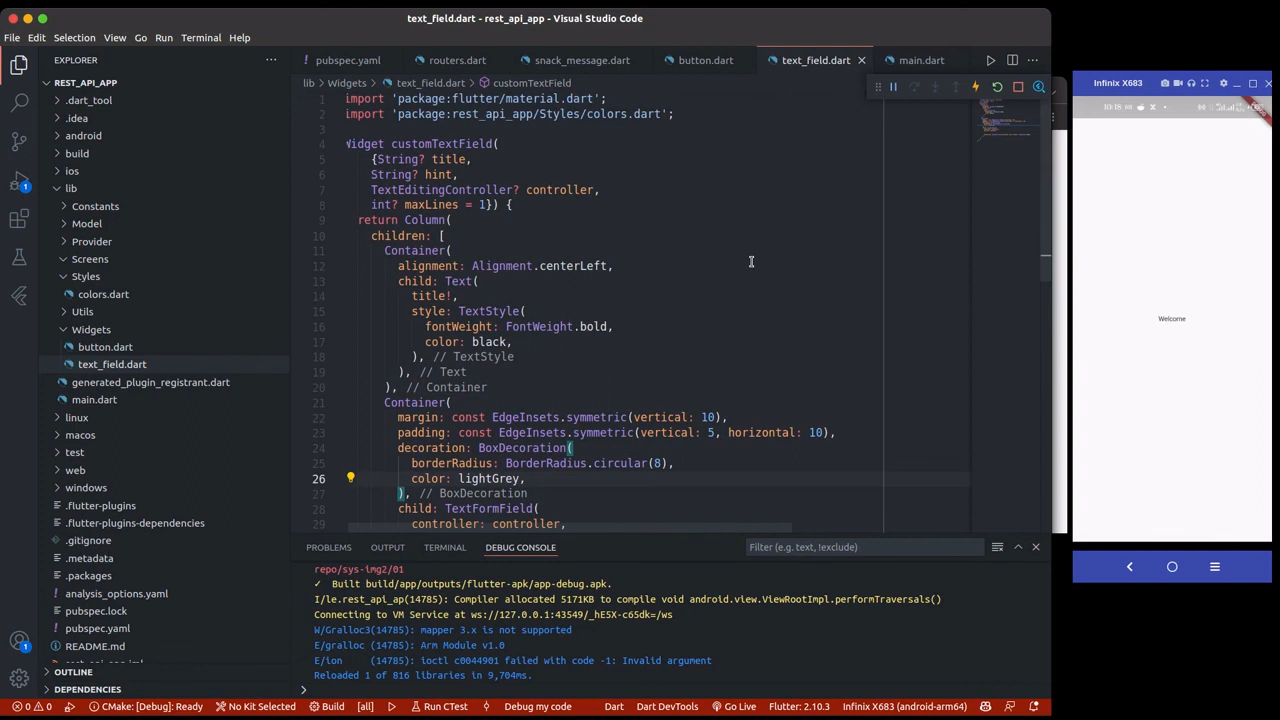 text_field.dart - rest_api_app - Visual Studio Code
File Edit Selection View Go Run Terminal Help
EXPLORER
REST_API_APP
.dart_tool
.idea
android
build
ios
lib
Constants
Model
Provider
Screens
Styles
colors.dart
Utils
Widgets
button.dart
text_field.dart
generated_plugin_registrant.dart
main.dart
linux
macos
test
web
windows
.flutter-plugins
.flutter-plugins-dependencies
.gitignore
.metadata
.packages
analysis_options.yaml
pubspec.lock
pubspec.yaml
README.md
OUTLINE
DEPENDENCIES
1
1
pubspec.yaml routers.dart snack_message.dart button.dart text_field.dart main.dart
lib > Widgets > text_field.dart > customTextField
1 import 'package:flutter/material.dart';
2 import 'package:rest_api_app/Styles/colors.dart';
3
4 Widget customTextField(
5 {String? title,
6 String? hint,
7 TextEditingController? controller,
8 int? maxLines = 1}) {
9 return Column(
10 children: [
11 Container(
12 alignment: Alignment.centerLeft,
13 child: Text(
14 title!,
15 style: TextStyle(
16 fontWeight: FontWeight.bold,
17 color: black,
18 ), // TextStyle
19 ), // Text
20 ), // Container
21 Container(
22 margin: const EdgeInsets.symmetric(vertical: 10),
23 padding: const EdgeInsets.symmetric(vertical: 5, horizontal: 10),
24 decoration: BoxDecoration(
25 borderRadius: BorderRadius.circular(8),
26 color: lightGrey,
27 ), // BoxDecoration
28 child: TextFormField(
29 controller: controller,
PROBLEMS OUTPUT TERMINAL DEBUG CONSOLE Filter (e.g. text, !exclude)
repo/sys-img2/01
✓ Built build/app/outputs/flutter-apk/app-debug.apk.
I/le.rest_api_ap(14785): Compiler allocated 5171KB to compile void android.view.ViewRootImpl.performTraversals()
Connecting to VM Service at ws://127.0.0.1:43549/_hE5X-c65dk=/ws
W/Gralloc3(14785): mapper 3.x is not supported
E/gralloc (14785): Arm Module v1.0
E/ion (14785): ioctl c0044901 failed with code -1: Invalid argument
Reloaded 1 of 816 libraries in 9,704ms.
0 0 CMake: [Debug]: Ready No Kit Selected Build [all] Run CTest Debug my code Dart Dart DevTools Go Live Flutter: 2.10.3 Infinix X683 (android-arm64)
Infinix X683
10:18
Welcome